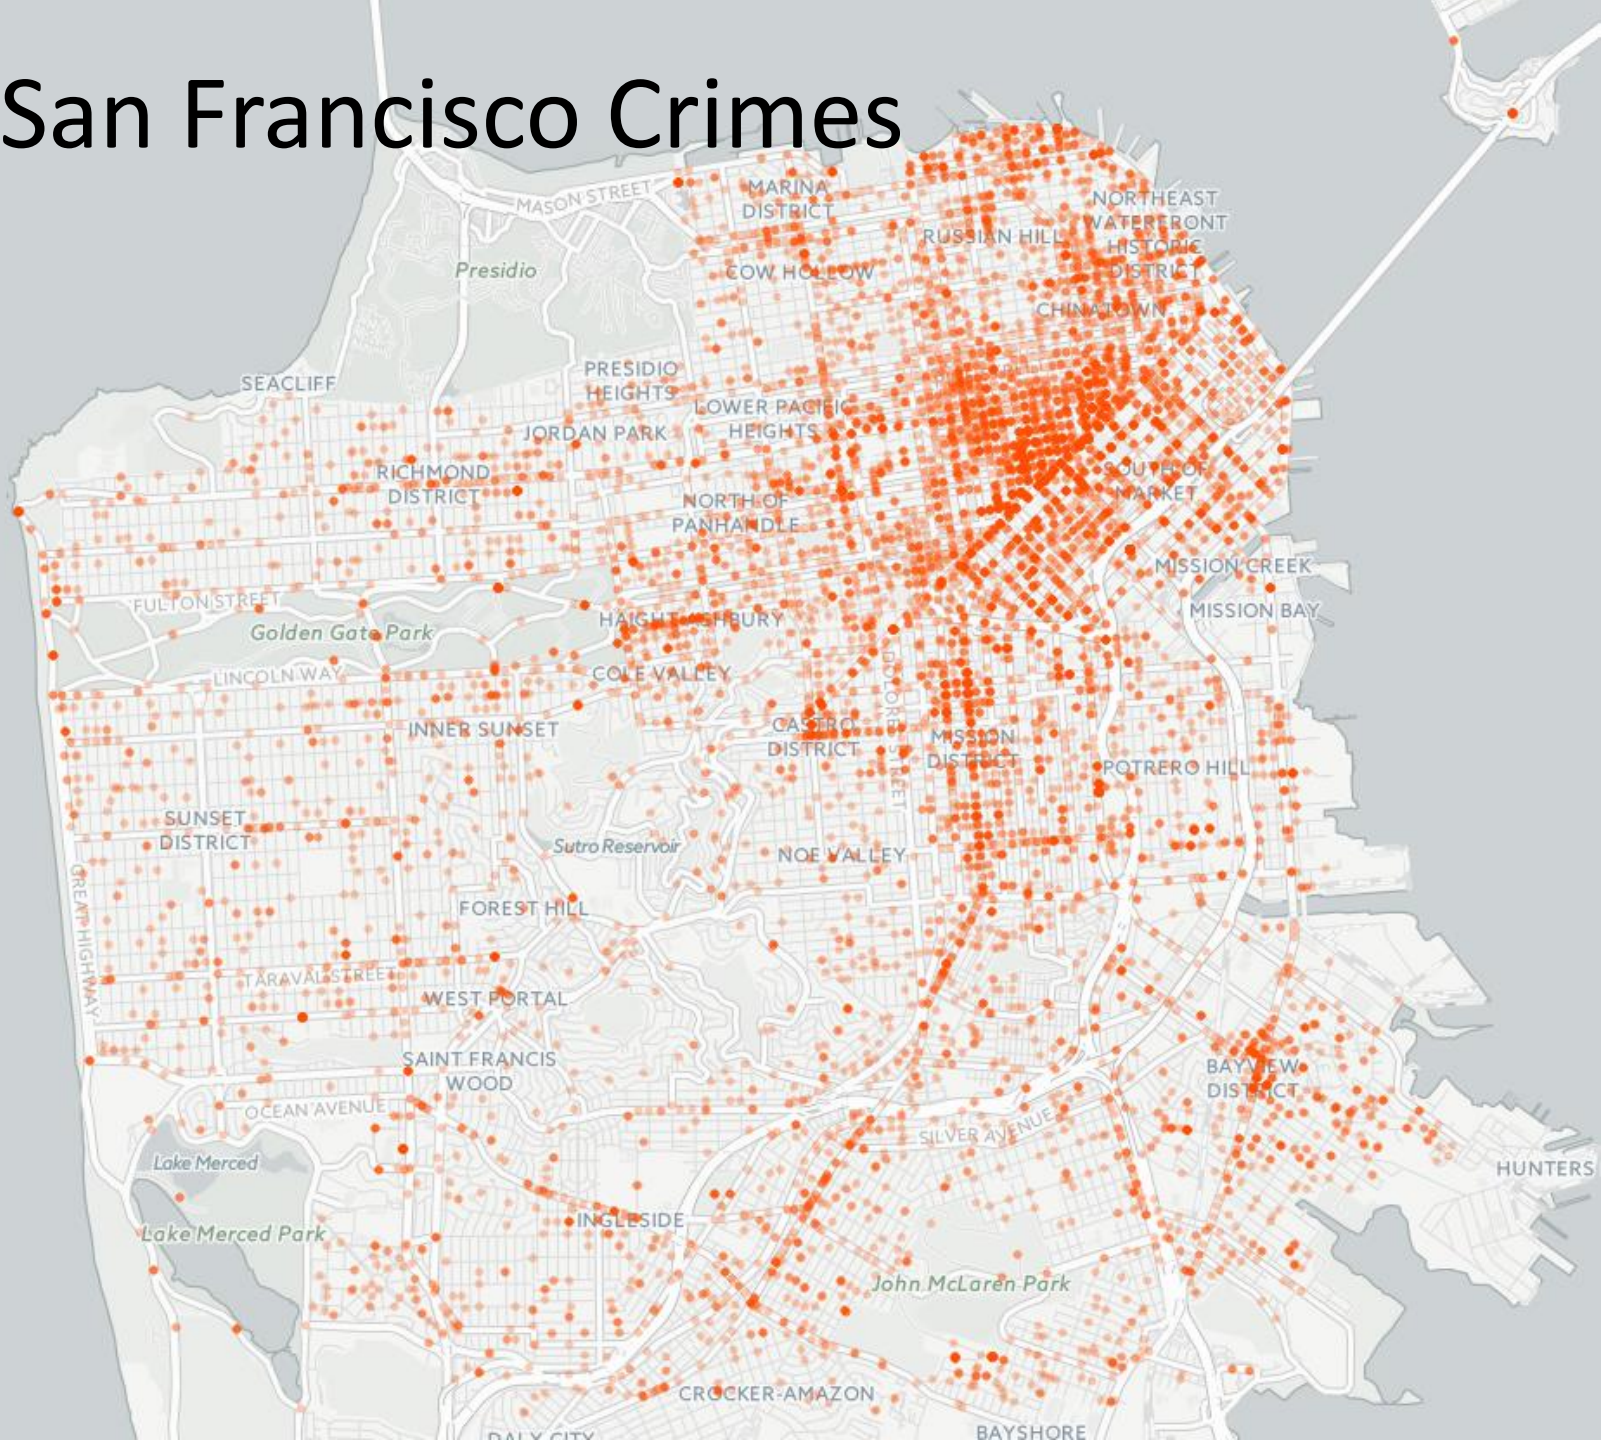 San Francisco Crimes
MASON STREET
MARINA
DISTRICT
NORTHEAST
WATERFRONT
HISTORIC
DISTRICT
RUSSIAN HILL
Presidio
COW HOLLOW
CHINATOWN
SEACLIFF
PRESIDIO
HEIGHTS
LOWER PACIFIC
HEIGHTS
JORDAN PARK
RICHMOND
DISTRICT
SOUTH OF
MARKET
NORTH OF
PANHANDLE
MISSION CREEK
FULTON STREET
MISSION BAY
HAIGHT-ASHBURY
Golden Gate Park
LINCOLN WAY
COLE VALLEY
DOLORES STREET
INNER SUNSET
CASTRO
DISTRICT
MISSION
DISTRICT
POTRERO HILL
SUNSET
DISTRICT
Sutro Reservoir
NOE VALLEY
GREAT HIGHWAY
FOREST HILL
TARAVAL STREET
WEST PORTAL
SAINT FRANCIS
WOOD
BAYVIEW
DISTRICT
OCEAN AVENUE
SILVER AVENUE
Lake Merced
HUNTERS
INGLESIDE
Lake Merced Park
John McLaren Park
CROCKER-AMAZON
DALY CITY
BAYSHORE